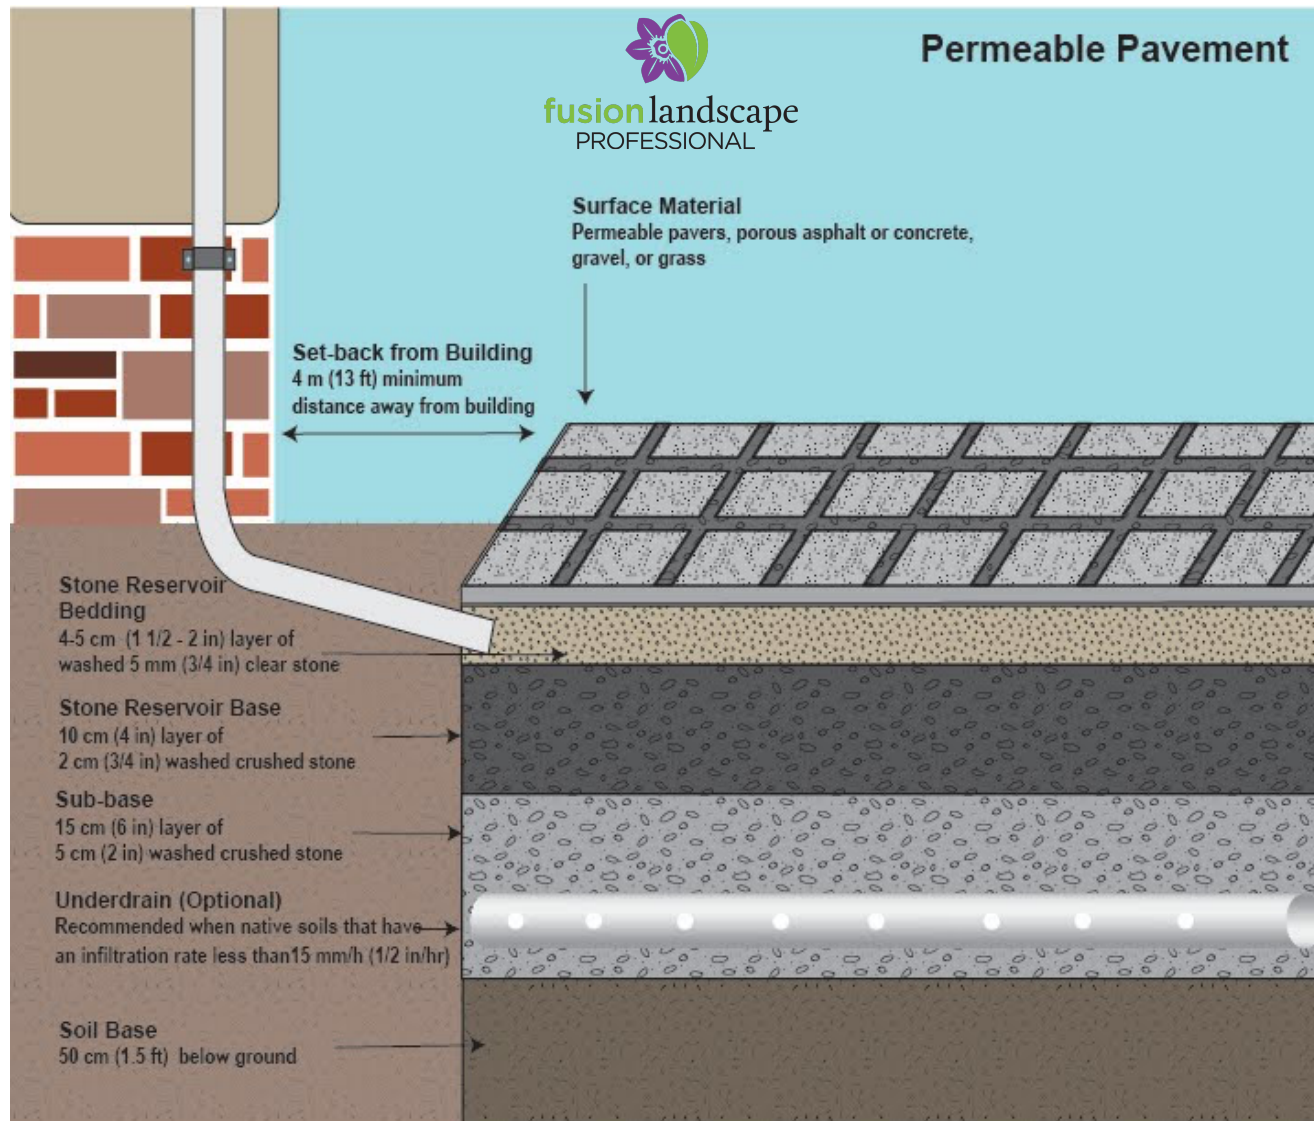 fusion landscape
PROFESSIONAL
Permeable Pavement
Surface Material
Permeable pavers, porous asphalt or concrete,
gravel, or grass
Set-back from Building
4 m (13 ft) minimum
distance away from building
Stone Reservoir
Bedding
4-5 cm (1 1/2 - 2 in) layer of
washed 5 mm (3/4 in) clear stone
Stone Reservoir Base
10 cm (4 in) layer of
2 cm (3/4 in) washed crushed stone
Sub-base
15 cm (6 in) layer of
5 cm (2 in) washed crushed stone
Underdrain (Optional)
Recommended when native soils that have
an infiltration rate less than15 mm/h (1/2 in/hr)
Soil Base
50 cm (1.5 ft) below ground